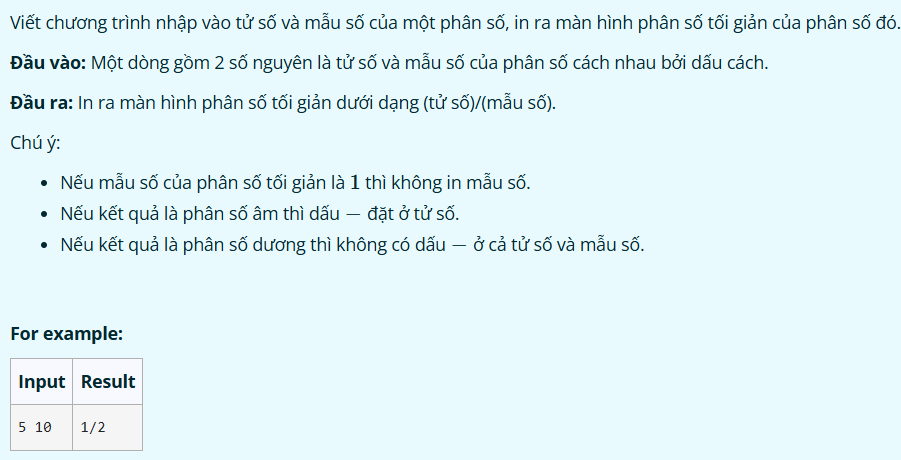 Viết chương trình nhập vào tử số và mẫu số của một phân số, in ra màn hình phân số tối giản của phân số đó.
Đầu vào: Một dòng gồm 2 số nguyên là tử số và mẫu số của phân số cách nhau bởi dấu cách.
Đầu ra: In ra màn hình phân số tối giản dưới dạng (tử số)/(mẫu số).
Chú ý:
• Nếu mẫu số của phân số tối giản là 1 thì không in mẫu số.
• Nếu kết quả là phân số âm thì dấu − đặt ở tử số.
• Nếu kết quả là phân số dương thì không có dấu − ở cả tử số và mẫu số.
For example:
Input Result
5 10 1/2